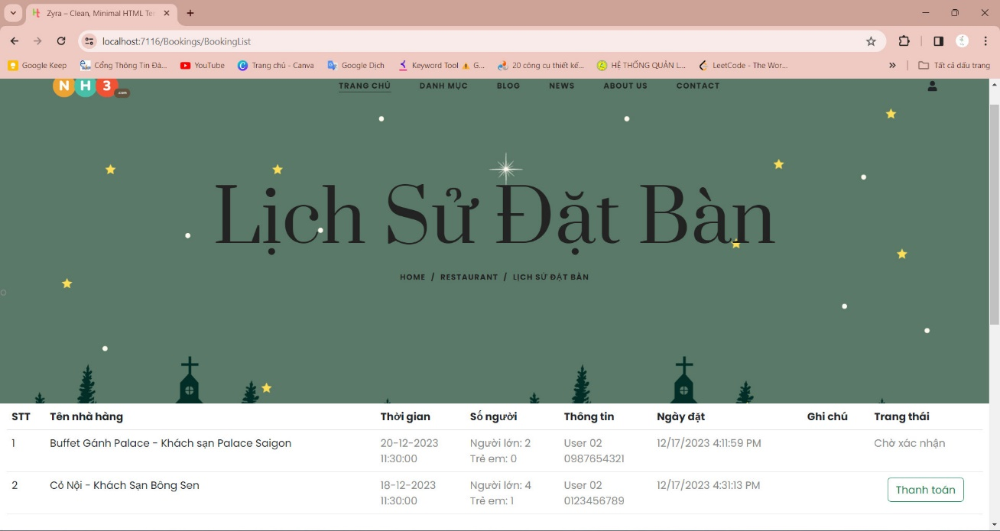 Zyra – Clean, Minimal HTML Te
localhost:7116/Bookings/BookingList
Google Keep Cổng Thông Tin Đà... YouTube Trang chủ - Canva Google Dịch Keyword Tool ⚠ G... 20 công cụ thiết kế... HỆ THỐNG QUẢN L... LeetCode - The Wor... » Tất cả dấu trang
NH3 .com TRANG CHỦ DANH MỤC BLOG NEWS ABOUT US CONTACT
Lịch Sử Đặt Bàn
HOME / RESTAURANT / LỊCH SỬ ĐẶT BÀN
STT Tên nhà hàng Thời gian Số người Thông tin Ngày đặt Ghi chú Trang thái
1 Buffet Gánh Palace - Khách sạn Palace Saigon 20-12-2023 Người lớn: 2 User 02 12/17/2023 4:11:59 PM Chờ xác nhận
11:30:00 Trẻ em: 0 0987654321
2 Cỏ Nội - Khách Sạn Bông Sen 18-12-2023 Người lớn: 4 User 02 12/17/2023 4:31:13 PM Thanh toán
11:30:00 Trẻ em: 1 0123456789